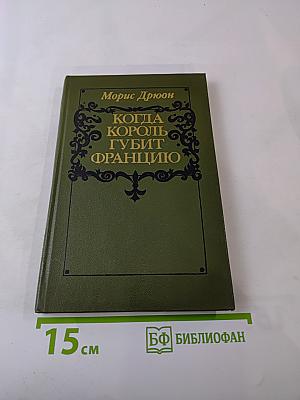 Морис Дрюон
КОГДА
КОРОЛЬ
ГУБИТ
ФРАНЦИЮ
15 см
БФ БИБЛИОФАН